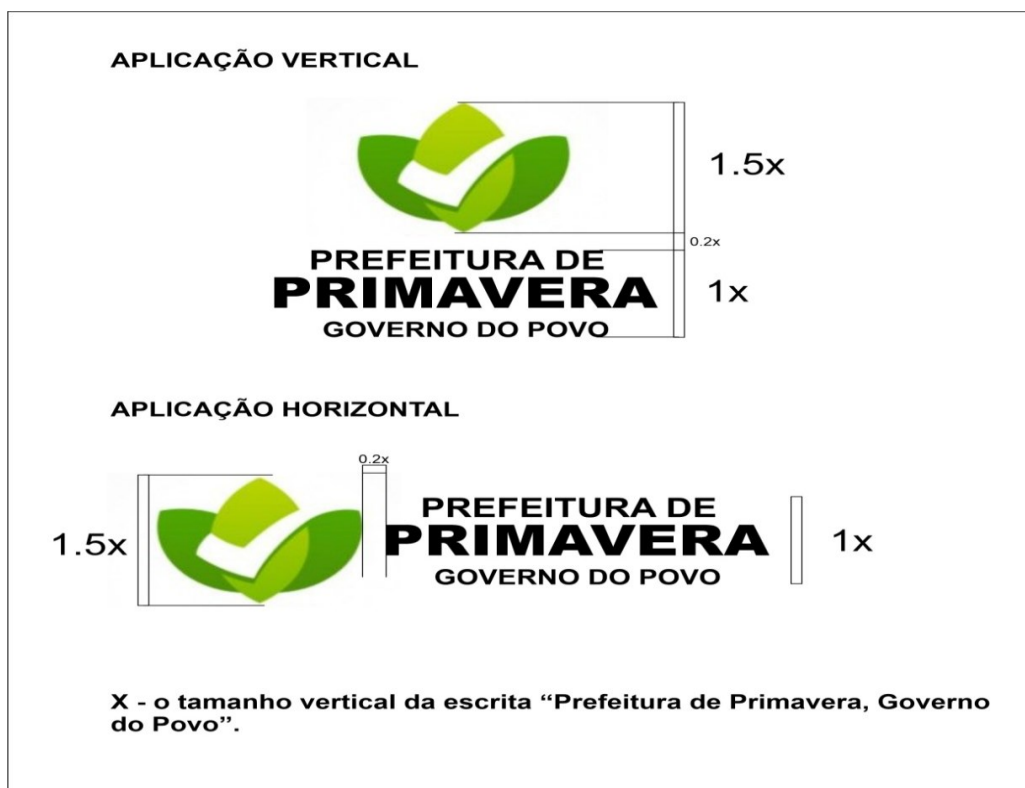 APLICAÇÃO VERTICAL
1.5x
0.2x
PREFEITURA DE
PRIMAVERA
GOVERNO DO POVO
1x
APLICAÇÃO HORIZONTAL
0.2x
1.5x
PREFEITURA DE
PRIMAVERA
GOVERNO DO POVO
1x
X - o tamanho vertical da escrita “Prefeitura de Primavera, Governo
do Povo”.